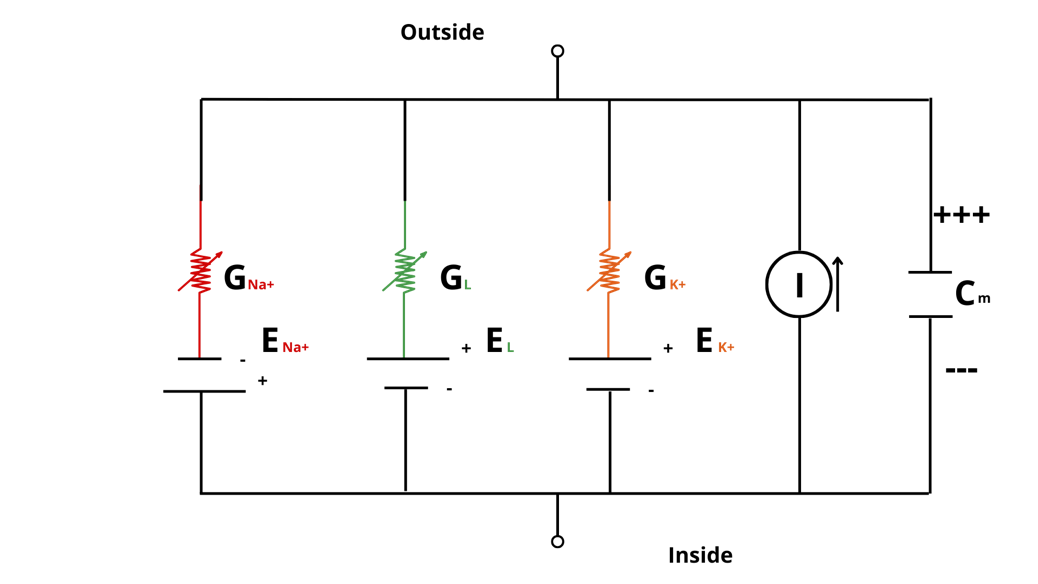 Outside
G Na+
G L
G K+
I
+++
C m
---
E Na+
- +
+ E L
-
+ E K+
-
Inside